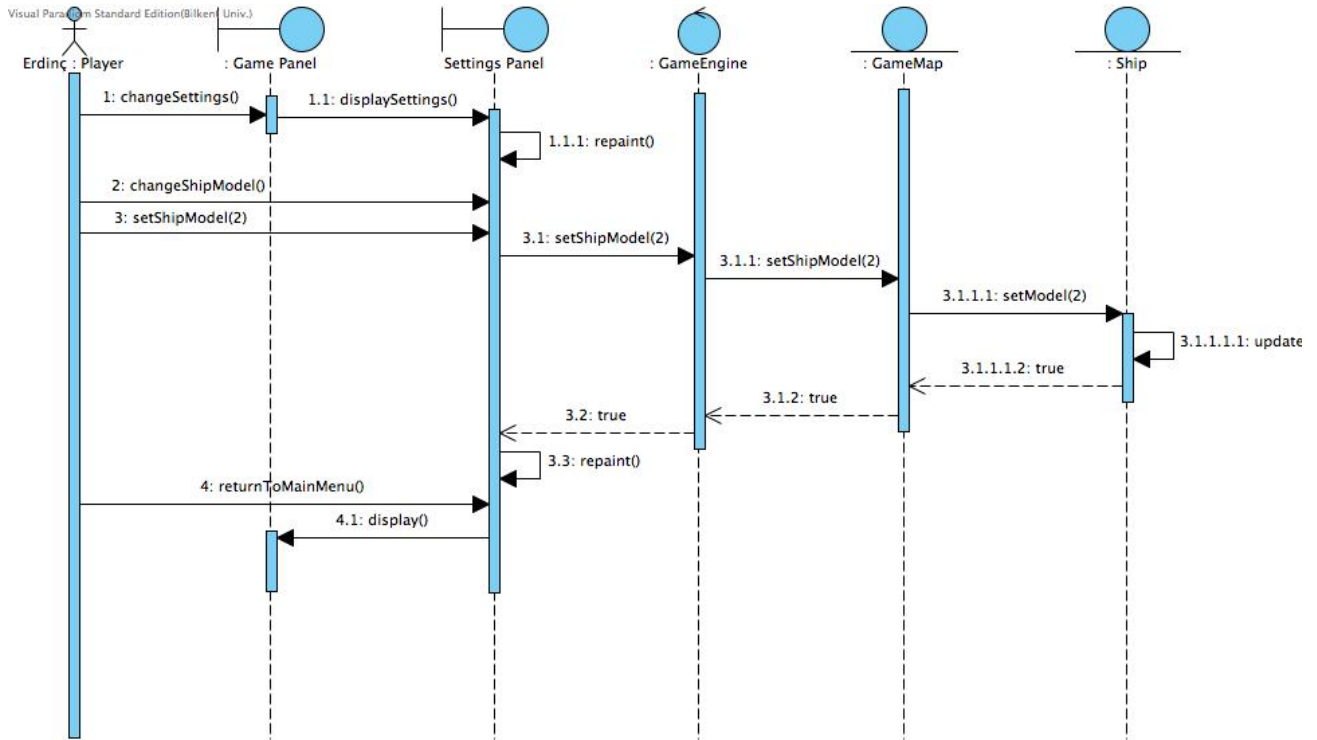 Visual Paradigm Standard Edition(Bilkent Univ.)
Erdinç : Player
: Game Panel
Settings Panel
: GameEngine
: GameMap
: Ship
1: changeSettings()
1.1: displaySettings()
1.1.1: repaint()
2: changeShipModel()
3: setShipModel(2)
3.1: setShipModel(2)
3.1.1: setShipModel(2)
3.1.1.1: setModel(2)
3.1.1.1.1: update
3.1.1.1.2: true
3.1.2: true
3.2: true
3.3: repaint()
4: returnToMainMenu()
4.1: display()